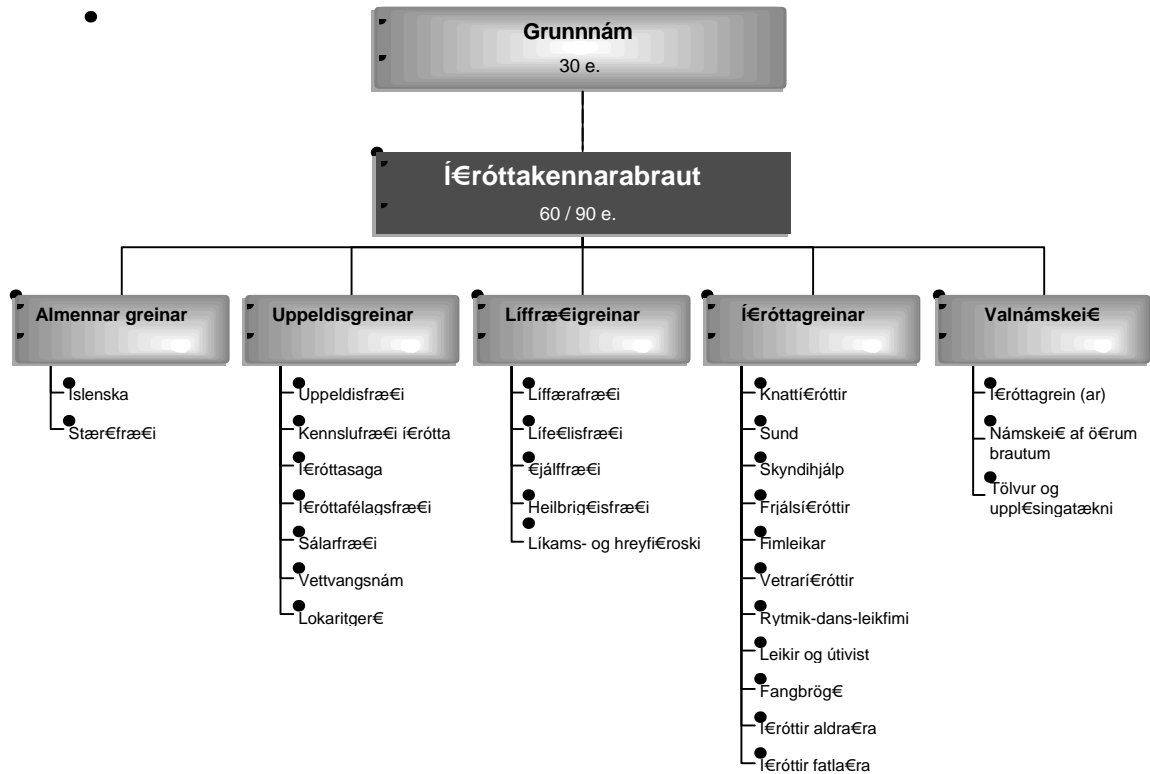 Grunnnám
30 e.
Í€róttakennarabraut
60 / 90 e.
Almennar greinar
Íslenska
Stær€fræ€i
Uppeldisgreinar
Uppeldisfræ€i
Kennslufræ€i í€rótta
Í€róttasaga
Í€róttafélagsfræ€i
Sálarfræ€i
Vettvangsnám
Lokaritger€
Líffræ€igreinar
Líffærafræ€i
Lífe€lisfræ€i
€jálffræ€i
Heilbrig€isfræ€i
Líkams- og hreyfi€roski
Í€róttagreinar
Knattí€róttir
Sund
Skyndihjálp
Frjálsí€róttir
Fimleikar
Vetrarí€róttir
Rytmik-dans-leikfimi
Leikir og útivist
Fangbrög€
Í€róttir aldra€ra
Í€róttir fatla€ra
Valnámskei€
Í€róttagrein (ar)
Námskei€ af ö€rum
brautum
Tölvur og
uppl€singatækni